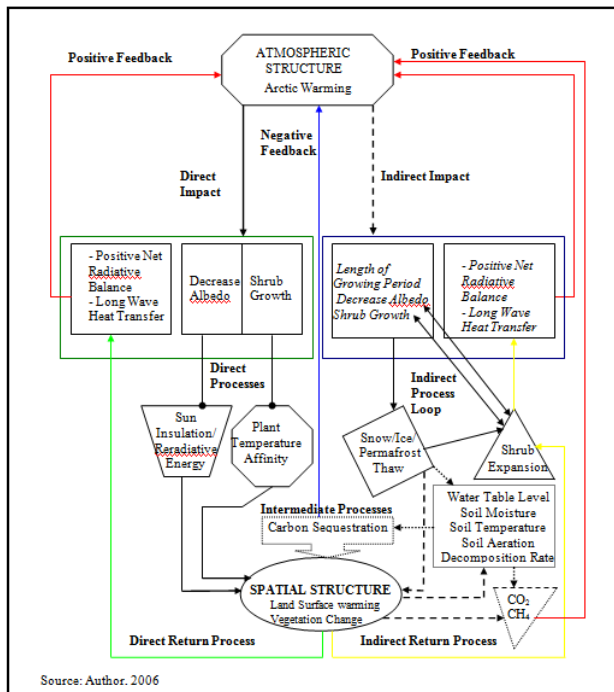 Positive Feedback
ATMOSPHERIC
STRUCTURE
Arctic Warming
Positive Feedback
Negative
Feedback
Direct
Impact
Indirect Impact
- Positive Net
Radiative
Balance
- Long Wave
Heat Transfer
Decrease
Albedo
Shrub
Growth
Length of
Growing Period
Decrease Albedo
Shrub Growth
- Positive Net
Radiative
Balance
- Long Wave
Heat Transfer
Direct
Processes
Indirect
Process
Loop
Sun
Insulation/
Reradiative
Energy
Plant
Temperature
Affinity
Snow/Ice/
Permafrost
Thaw
Shrub
Expansion
Intermediate Processes
Carbon Sequestration
Water Table Level
Soil Moisture
Soil Temperature
Soil Aeration
Decomposition Rate
SPATIAL STRUCTURE
Land Surface warming
Vegetation Change
CO2
CH4
Direct Return Process
Indirect Return Process
Source: Author. 2006